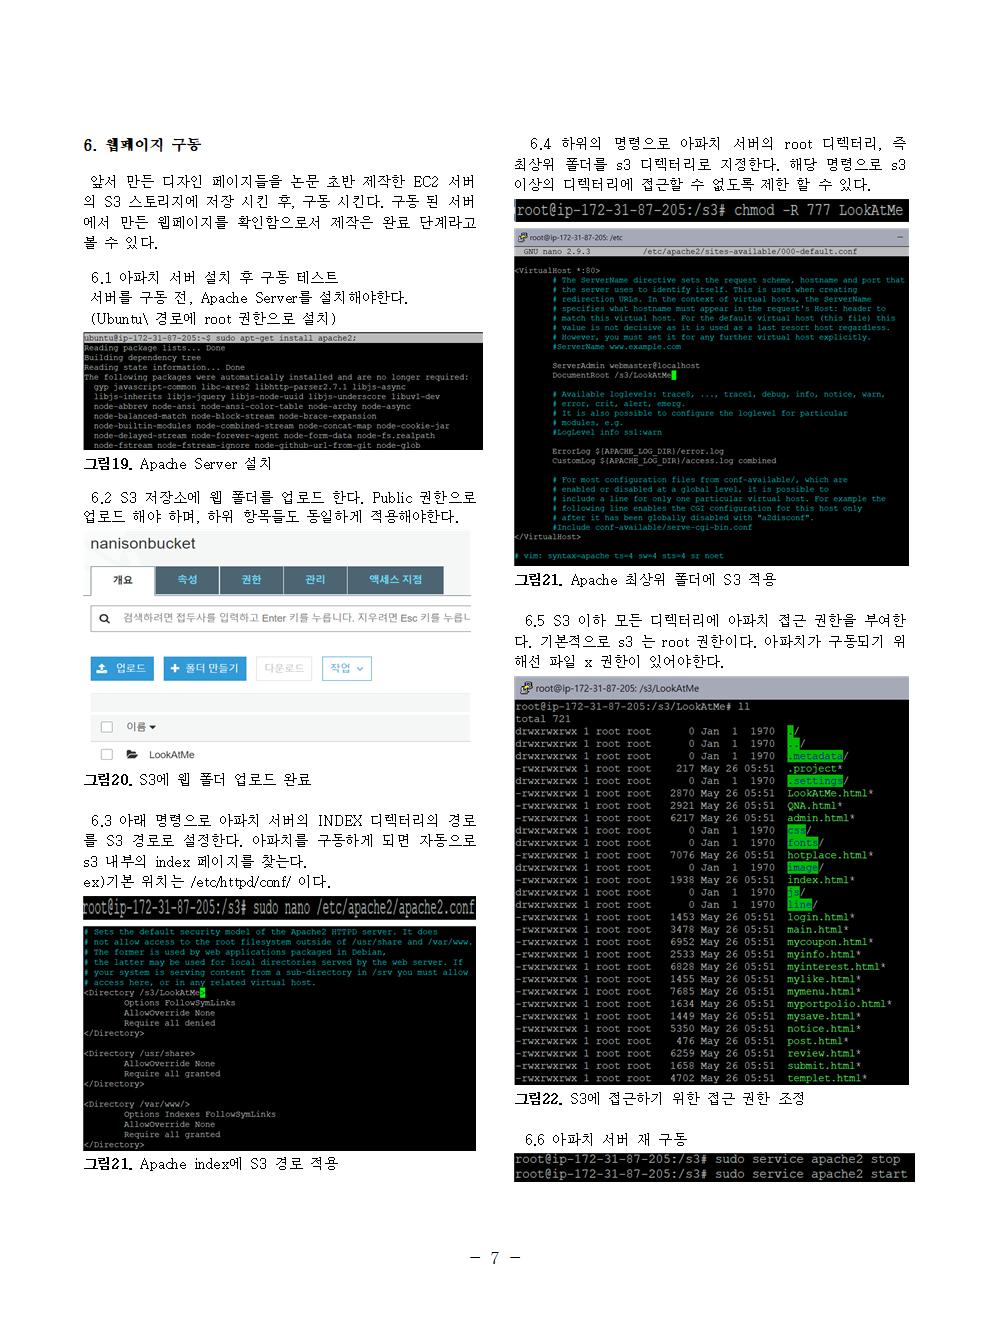 6. 웹페이지 구동
앞서 만든 디자인 페이지들을 논문 초반 제작한 EC2 서버
의 S3 스토리지에 저장 시킨 후, 구동 시킨다. 구동 된 서버
에서 만든 웹페이지를 확인함으로서 제작은 완료 단계라고
볼 수 있다.
6.1 아파치 서버 설치 후 구동 테스트
서버를 구동 전, Apache Server를 설치해야한다.
(Ubuntu\ 경로에 root 권한으로 설치)
ubuntu@ip-172-31-87-205:~$ sudo apt-get install apache2;
Reading package lists... Done
Building dependency tree
Reading state information... Done
The following packages were automatically installed and are no longer required:
gyp javascript-common libc-ares2 libhttp-parser2.7.1 libjs-async
libjs-inherits libjs-jquery libjs-node-uuid libjs-underscore libuv1-dev
node-abbrev node-ansi node-ansi-color-table node-archy node-async
node-balanced-match node-block-stream node-brace-expansion
node-builtin-modules node-combined-stream node-concat-map node-cookie-jar
node-delayed-stream node-forever-agent node-form-data node-fs.realpath
node-fstream node-fstream-ignore node-github-url-from-git node-glob
그림19. Apache Server 설치
6.2 S3 저장소에 웹 폴더를 업로드 한다. Public 권한으로
업로드 해야 하며, 하위 항목들도 동일하게 적용해야한다.
nanisonbucket
개요 속성 권한 관리 액세스 지점
검색하려면 접두사를 입력하고 Enter 키를 누릅니다. 지우려면 Esc 키를 누릅니
업로드 + 폴더 만들기 다운로드 작업
이름
LookAtMe
그림20. S3에 웹 폴더 업로드 완료
6.3 아래 명령으로 아파치 서버의 INDEX 디렉터리의 경로
를 S3 경로로 설정한다. 아파치를 구동하게 되면 자동으로
s3 내부의 index 페이지를 찾는다.
ex)기본 위치는 /etc/httpd/conf/ 이다.
root@ip-172-31-87-205:/s3# sudo nano /etc/apache2/apache2.conf
# Sets the default security model of the Apache2 HTTPD server. It does
# not allow access to the root filesystem outside of /usr/share and /var/www.
# The former is used by web applications packaged in Debian,
# the latter may be used for local directories served by the web server. If
# your system is serving content from a sub-directory in /srv you must allow
# access here, or in any related virtual host.
<Directory /s3/LookAtMe>
Options FollowSymLinks
AllowOverride None
Require all denied
</Directory>
<Directory /usr/share>
AllowOverride None
Require all granted
</Directory>
<Directory /var/www/>
Options Indexes FollowSymLinks
AllowOverride None
Require all granted
</Directory>
그림21. Apache index에 S3 경로 적용
6.4 하위의 명령으로 아파치 서버의 root 디렉터리, 즉
최상위 폴더를 s3 디렉터리로 지정한다. 해당 명령으로 s3
이상의 디렉터리에 접근할 수 없도록 제한 할 수 있다.
root@ip-172-31-87-205:/s3# chmod -R 777 LookAtMe
root@ip-172-31-87-205: /etc
GNU nano 2.9.3 /etc/apache2/sites-available/000-default.conf
<VirtualHost *:80>
# The ServerName directive sets the request scheme, hostname and port that
# the server uses to identify itself. This is used when creating
# redirection URLs. In the context of virtual hosts, the ServerName
# specifies what hostname must appear in the request's Host: header to
# match this virtual host. For the default virtual host (this file) this
# value is not decisive as it is used as a last resort host regardless.
# However, you must set it for any further virtual host explicitly.
#ServerName www.example.com
ServerAdmin webmaster@localhost
DocumentRoot /s3/LookAtMe
# Available loglevels: trace8, ..., trace1, debug, info, notice, warn,
# error, crit, alert, emerg.
# It is also possible to configure the loglevel for particular
# modules, e.g.
#LogLevel info ssl:warn
ErrorLog ${APACHE_LOG_DIR}/error.log
CustomLog ${APACHE_LOG_DIR}/access.log combined
# For most configuration files from conf-available/, which are
# enabled or disabled at a global level, it is possible to
# include a line for only one particular virtual host. For example the
# following line enables the CGI configuration for this host only
# after it has been globally disabled with "a2disconf".
#Include conf-available/serve-cgi-bin.conf
</VirtualHost>
# vim: syntax=apache ts=4 sw=4 sts=4 sr noet
그림21. Apache 최상위 폴더에 S3 적용
6.5 S3 이하 모든 디렉터리에 아파치 접근 권한을 부여한
다. 기본적으로 s3 는 root 권한이다. 아파치가 구동되기 위
해선 파일 x 권한이 있어야한다.
root@ip-172-31-87-205: /s3/LookAtMe
root@ip-172-31-87-205:/s3/LookAtMe# ll
total 721
drwxrwxrwx 1 root root 0 Jan 1 1970 ./
drwxrwxrwx 1 root root 0 Jan 1 1970 ../
drwxrwxrwx 1 root root 0 Jan 1 1970 .metadata/
-rwxrwxrwx 1 root root 217 May 26 05:51 .project*
drwxrwxrwx 1 root root 0 Jan 1 1970 .settings/
-rwxrwxrwx 1 root root 2870 May 26 05:51 LookAtMe.html*
-rwxrwxrwx 1 root root 2921 May 26 05:51 QNA.html*
-rwxrwxrwx 1 root root 6217 May 26 05:51 admin.html*
drwxrwxrwx 1 root root 0 Jan 1 1970 css/
drwxrwxrwx 1 root root 0 Jan 1 1970 fonts/
-rwxrwxrwx 1 root root 7076 May 26 05:51 hotplace.html*
drwxrwxrwx 1 root root 0 Jan 1 1970 image/
-rwxrwxrwx 1 root root 1938 May 26 05:51 index.html*
drwxrwxrwx 1 root root 0 Jan 1 1970 js/
drwxrwxrwx 1 root root 0 Jan 1 1970 line/
-rwxrwxrwx 1 root root 1453 May 26 05:51 login.html*
-rwxrwxrwx 1 root root 3478 May 26 05:51 main.html*
-rwxrwxrwx 1 root root 6952 May 26 05:51 mycoupon.html*
-rwxrwxrwx 1 root root 2533 May 26 05:51 myinfo.html*
-rwxrwxrwx 1 root root 6828 May 26 05:51 myinterest.html*
-rwxrwxrwx 1 root root 1455 May 26 05:51 mylike.html*
-rwxrwxrwx 1 root root 7685 May 26 05:51 mymenu.html*
-rwxrwxrwx 1 root root 1634 May 26 05:51 myportpolio.html*
-rwxrwxrwx 1 root root 1449 May 26 05:51 mysave.html*
-rwxrwxrwx 1 root root 5350 May 26 05:51 notice.html*
-rwxrwxrwx 1 root root 476 May 26 05:51 post.html*
-rwxrwxrwx 1 root root 6259 May 26 05:51 review.html*
-rwxrwxrwx 1 root root 1658 May 26 05:51 submit.html*
-rwxrwxrwx 1 root root 4702 May 26 05:51 templet.html*
그림22. S3에 접근하기 위한 접근 권한 조정
6.6 아파치 서버 재 구동
root@ip-172-31-87-205:/s3# sudo service apache2 stop
root@ip-172-31-87-205:/s3# sudo service apache2 start
- 7 -